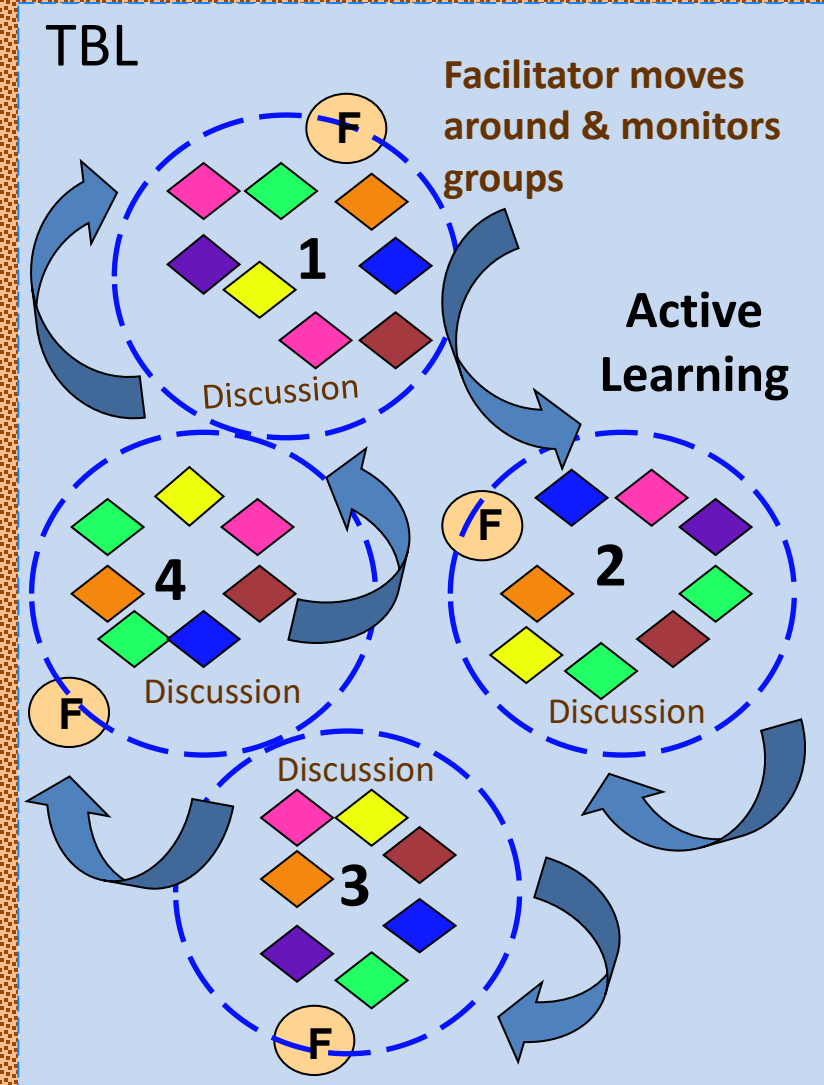 TBL
Facilitator moves
around & monitors
groups
F
1
Discussion
Active
Learning
F
2
Discussion
4
Discussion
F
Discussion
3
F